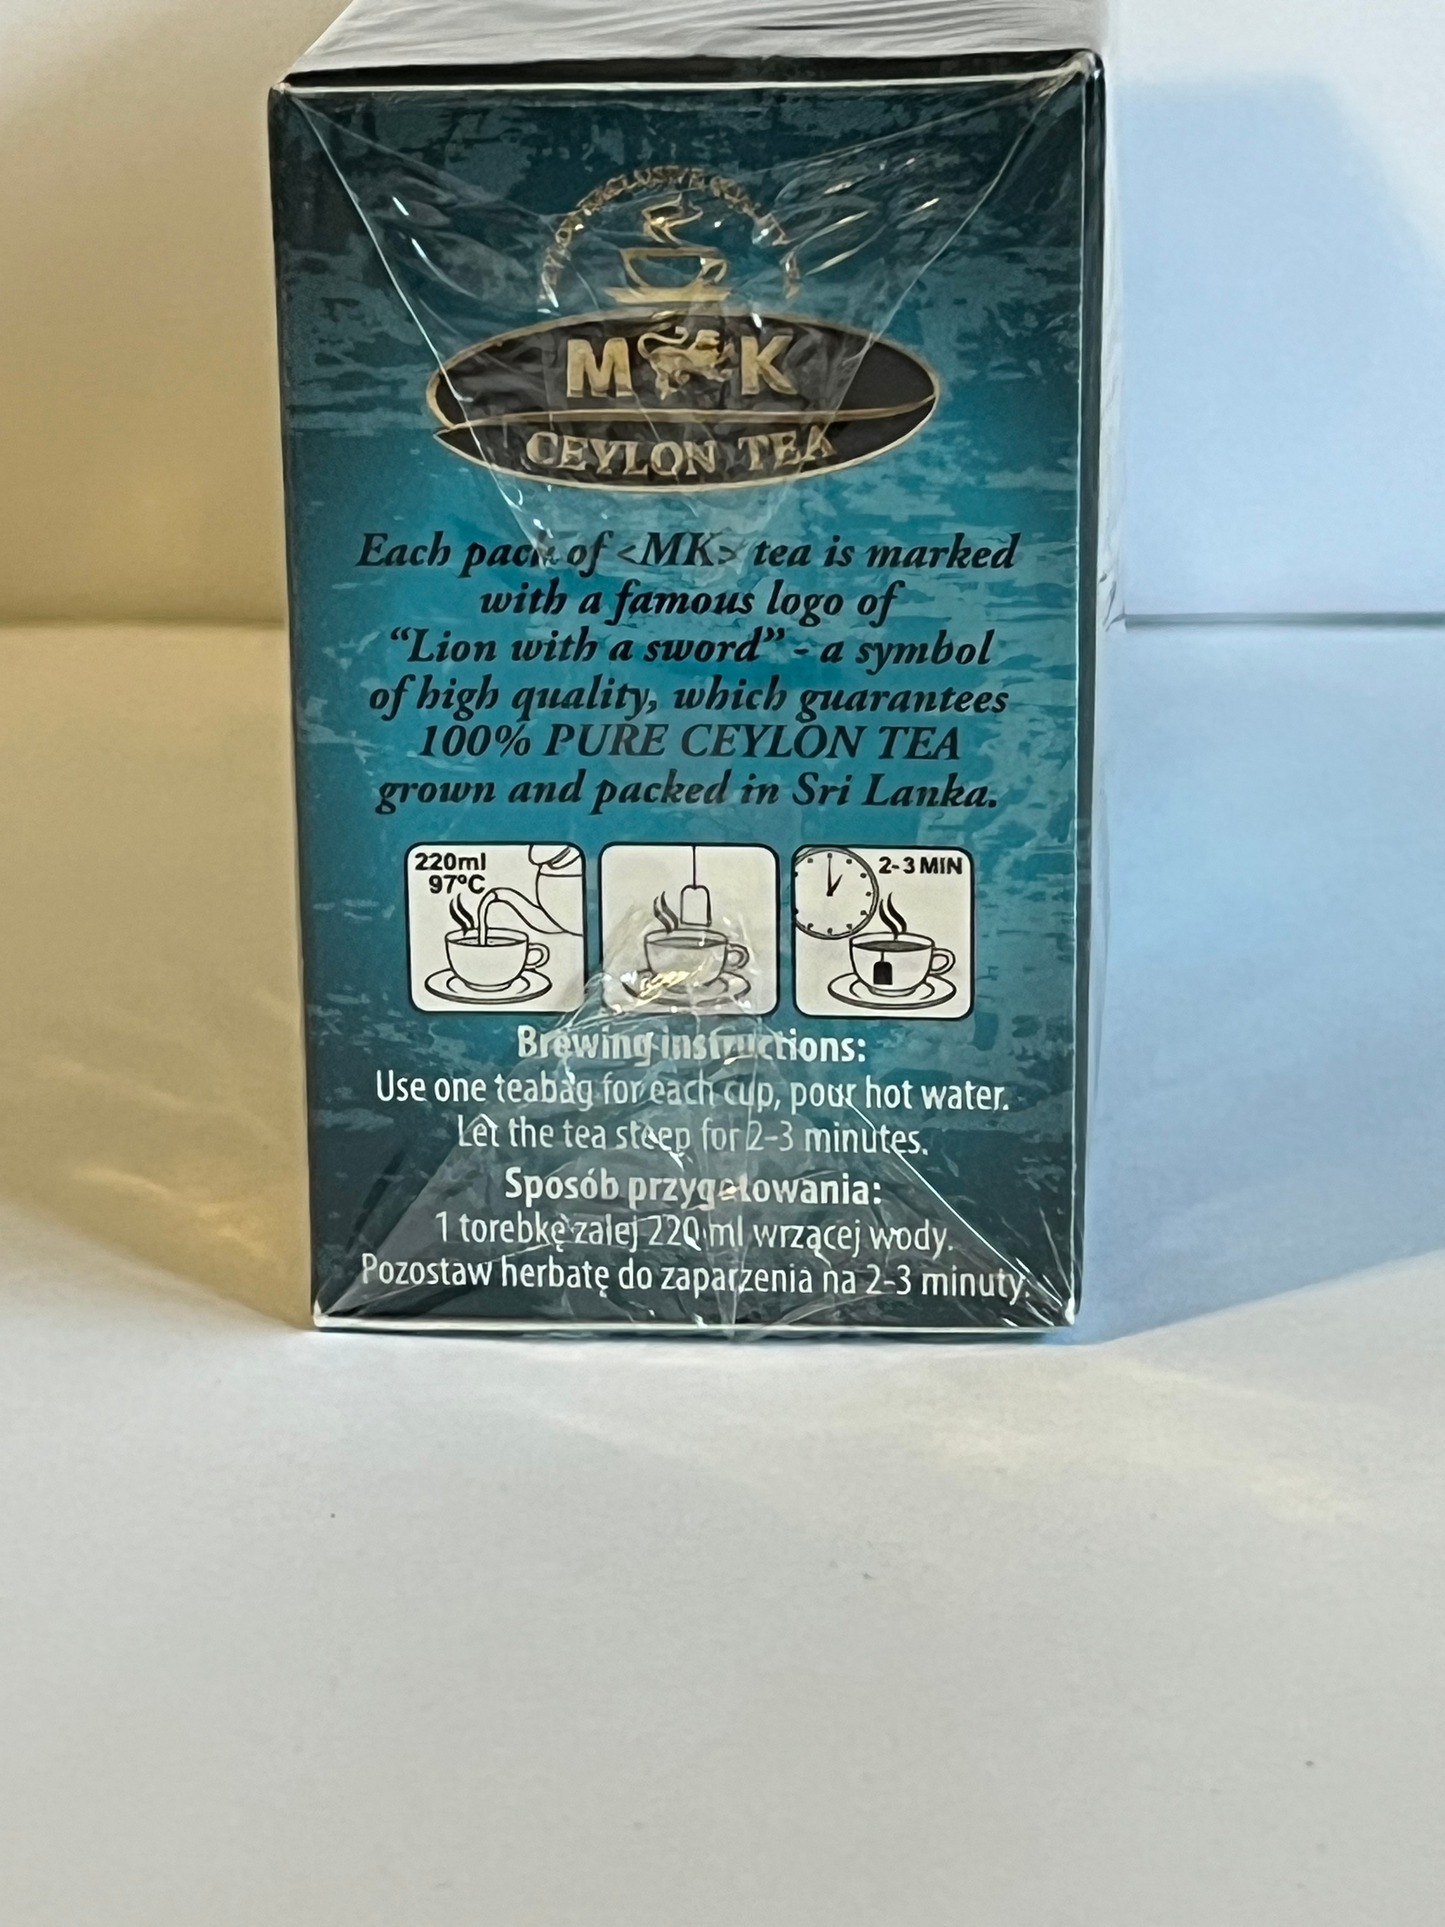 EXCLUSIVE QUALITY
M K
CEYLON TEA
Each pack of <MK> tea is marked
with a famous logo of
“Lion with a sword” - a symbol
of high quality, which guarantees
100% PURE CEYLON TEA
grown and packed in Sri Lanka.
220ml
97ºC
2-3 MIN
Brewing instructions:
Use one teabag for each cup, pour hot water.
Let the tea steep for 2-3 minutes.
Sposób przygotowania:
1 torebkę zalej 220 ml wrzącej wody.
Pozostaw herbatę do zaparzenia na 2-3 minuty.